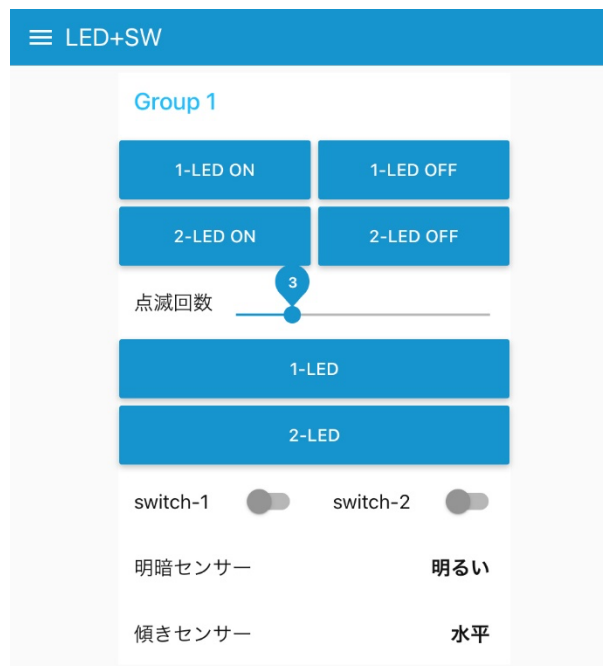 LED+SW
Group 1
1-LED ON 1-LED OFF
2-LED ON 2-LED OFF
3
点滅回数
1-LED
2-LED
switch-1 switch-2
明暗センサー 明るい
傾きセンサー 水平